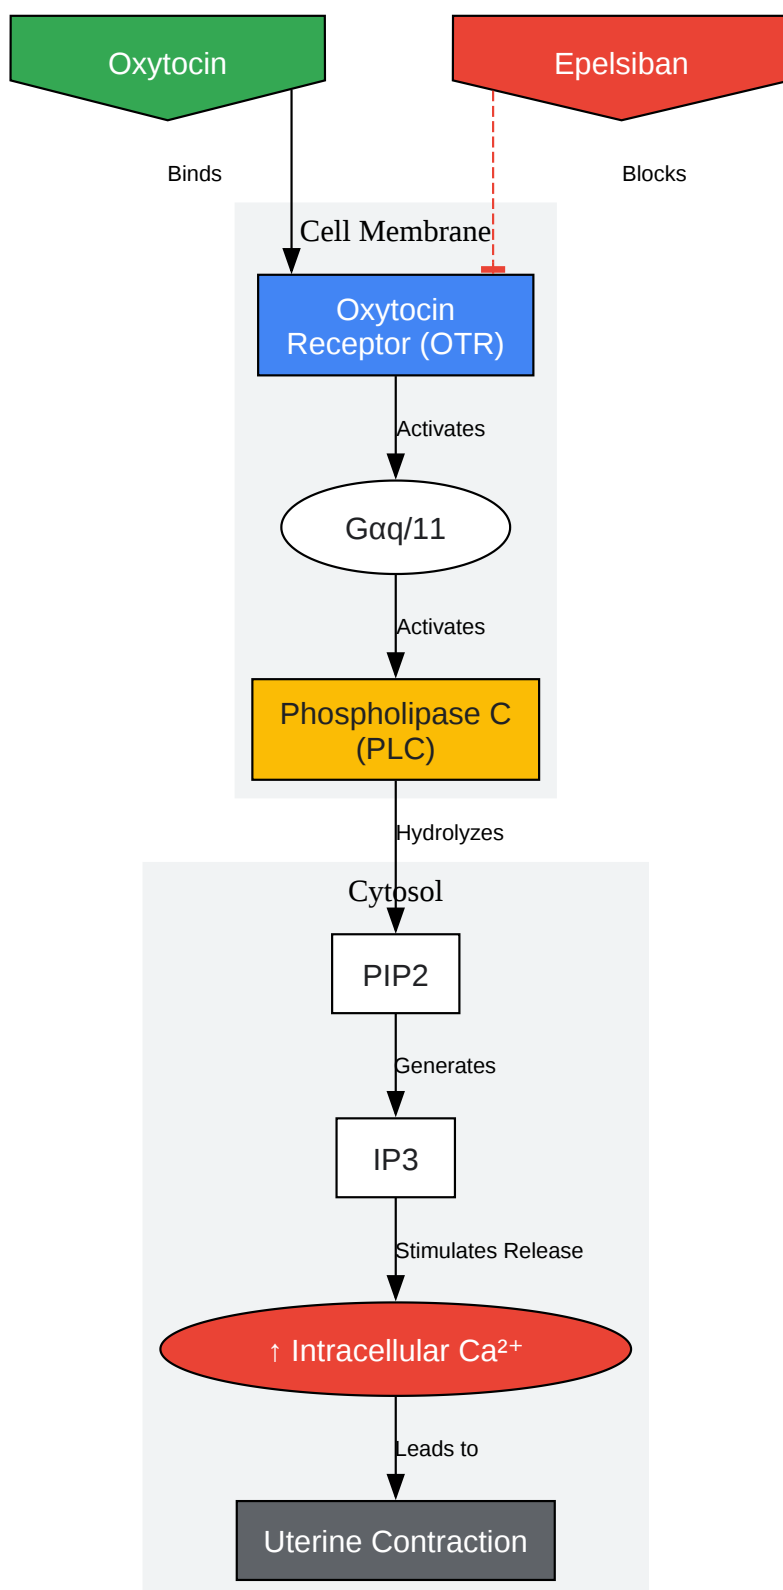 Oxytocin
Epelsiban
Binds
Blocks
Cell Membrane
Oxytocin
Receptor (OTR)
Activates
Gαq/11
Activates
Phospholipase C
(PLC)
Hydrolyzes
Cytosol
PIP2
Generates
IP3
Stimulates Release
↑ Intracellular Ca²⁺
Leads to
Uterine Contraction